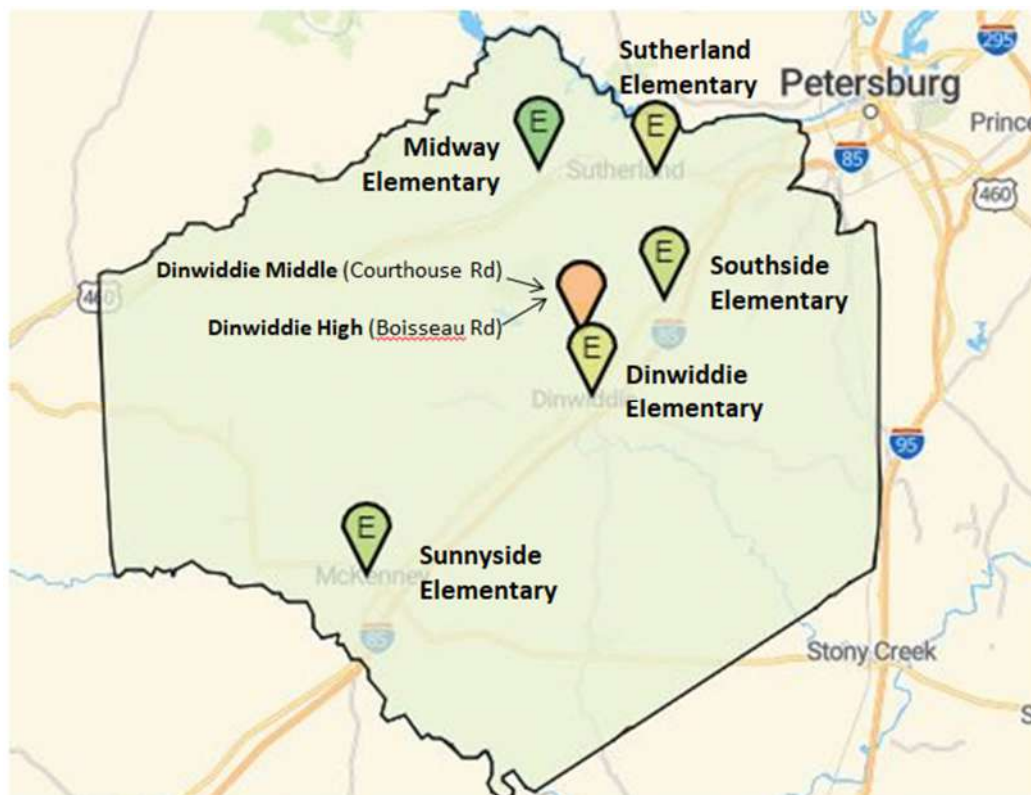 Sutherland
Elementary
295
Petersburg
E
E
Prince
Midway
Elementary
Sutherland
85
460
E
Southside
Elementary
Dinwiddie Middle (Courthouse Rd)
460
Dinwiddie High (Boisseau Rd)
85
E
Dinwiddie
Elementary
Dinwiddie
95
E
Sunnyside
Elementary
McKenney
85
Stony Creek
S